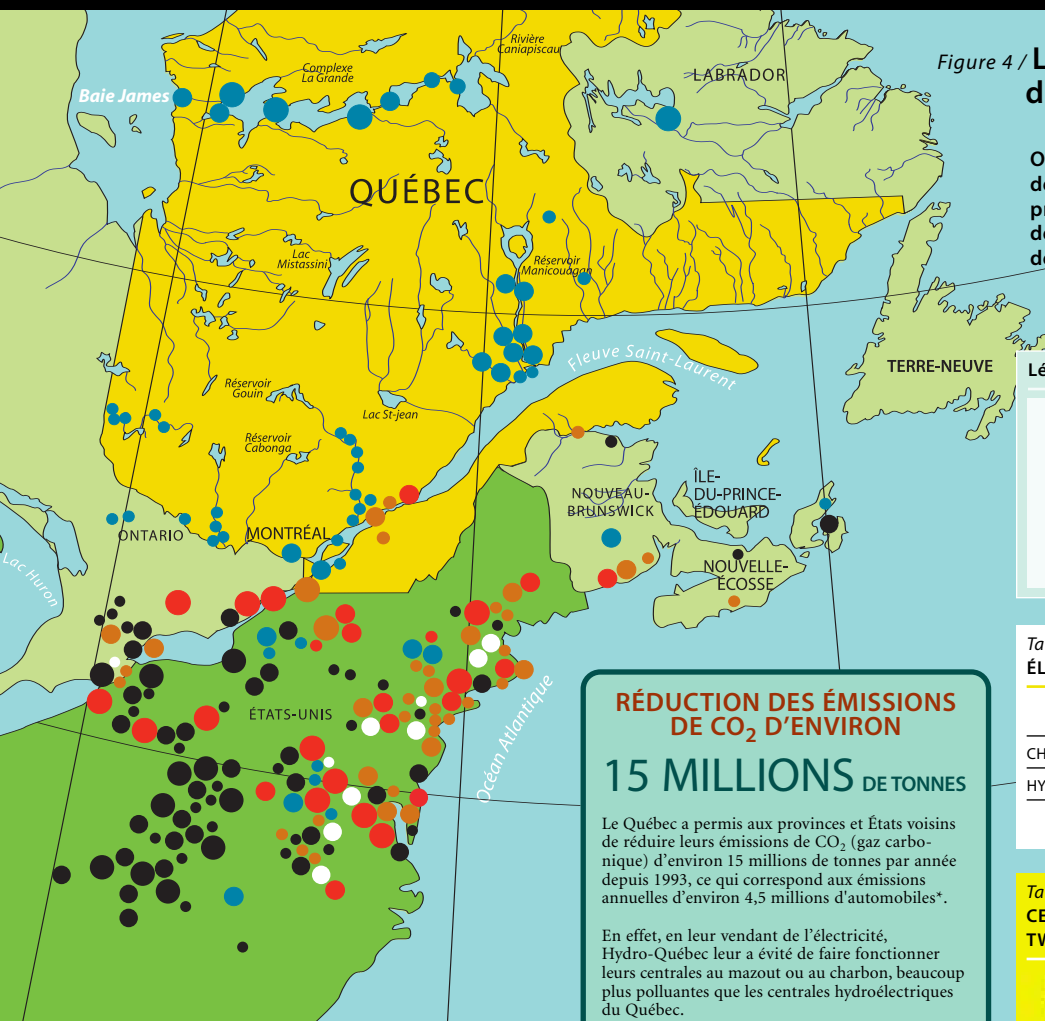 Rivière
Caniapiscau
Complexe
La Grande
Baie James
LABRADOR
Figure 4 / L
d
QUÉBEC
O
de
pr
de
de
Lac
Mistassini
Réservoir
Manicouagan
Fleuve Saint-Laurent
TERRE-NEUVE
Lé
Réservoir
Gouin
Lac St-jean
Réservoir
Cabonga
ÎLE-
DU-PRINCE-
ÉDOUARD
NOUVEAU-
BRUNSWICK
ONTARIO
MONTRÉAL
Lac Huron
NOUVELLE-
ÉCOSSE
Ta
ÉL
ÉTATS-UNIS
Océan Atlantique
RÉDUCTION DES ÉMISSIONS
DE CO2 D'ENVIRON
15 MILLIONS DE TONNES
CH
HY
Le Québec a permis aux provinces et États voisins
de réduire leurs émissions de CO2 (gaz carbo-
nique) d'environ 15 millions de tonnes par année
depuis 1993, ce qui correspond aux émissions
annuelles d'environ 4,5 millions d'automobiles*.
En effet, en leur vendant de l'électricité,
Hydro-Québec leur a évité de faire fonctionner
leurs centrales au mazout ou au charbon, beaucoup
plus polluantes que les centrales hydroélectriques
du Québec.
Ta
CE
TW